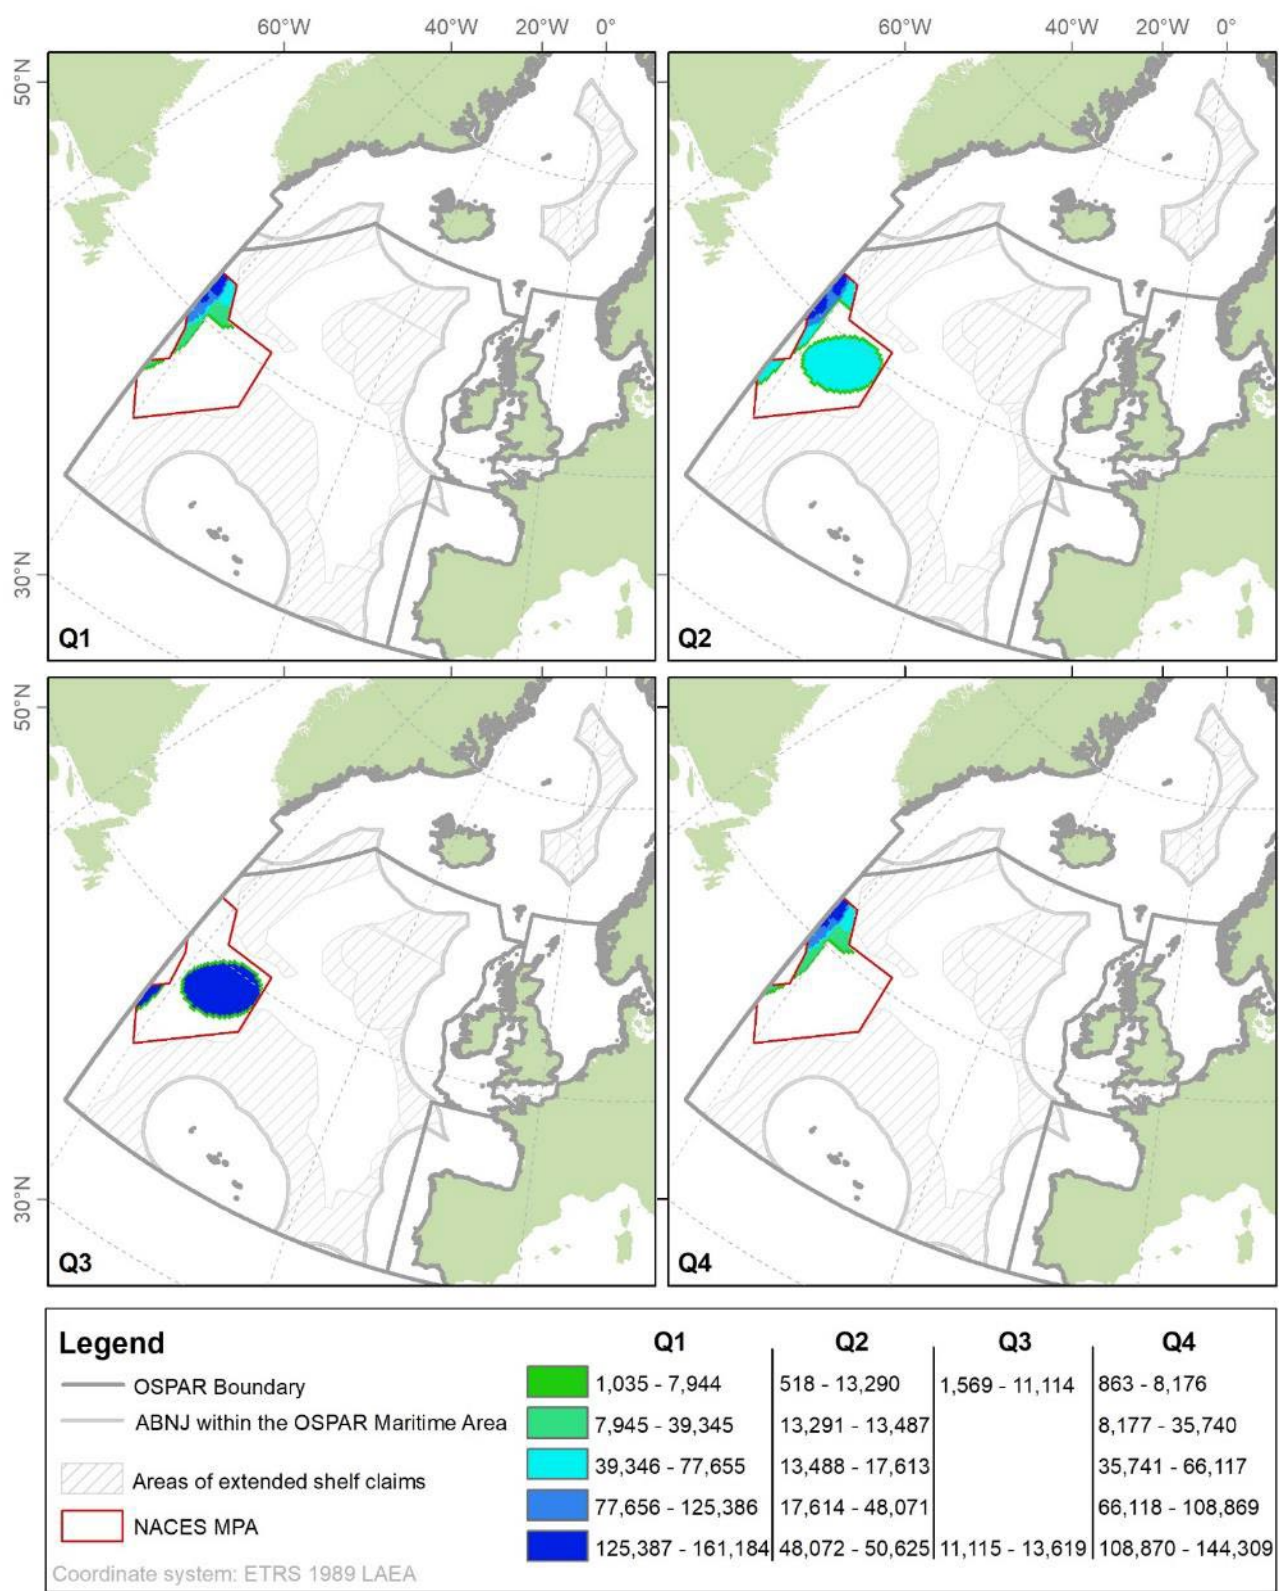 60°W 40°W 20°W 0° 60°W 40°W 20°W 0°
50°N
30°N
Q1 Q2
50°N
30°N
Q3 Q4
Legend Q1 Q2 Q3 Q4
OSPAR Boundary 1,035 - 7,944 518 - 13,290 1,569 - 11,114 863 - 8,176
ABNJ within the OSPAR Maritime Area 7,945 - 39,345 13,291 - 13,487 8,177 - 35,740
Areas of extended shelf claims 39,346 - 77,655 13,488 - 17,613 35,741 - 66,117
NACES MPA 77,656 - 125,386 17,614 - 48,071 66,118 - 108,869
125,387 - 161,184 48,072 - 50,625 11,115 - 13,619 108,870 - 144,309
Coordinate system: ETRS 1989 LAEA